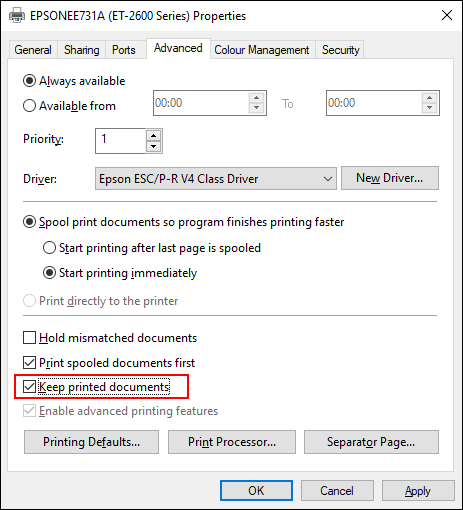 EPSONEE731A (ET-2600 Series) Properties
General Sharing Ports Advanced Colour Management Security
Always available
Available from 00:00 To 00:00
Priority: 1
Driver: Epson ESC/P-R V4 Class Driver New Driver...
Spool print documents so program finishes printing faster
Start printing after last page is spooled
Start printing immediately
Print directly to the printer
Hold mismatched documents
Print spooled documents first
Keep printed documents
Enable advanced printing features
Printing Defaults... Print Processor... Separator Page...
OK Cancel Apply